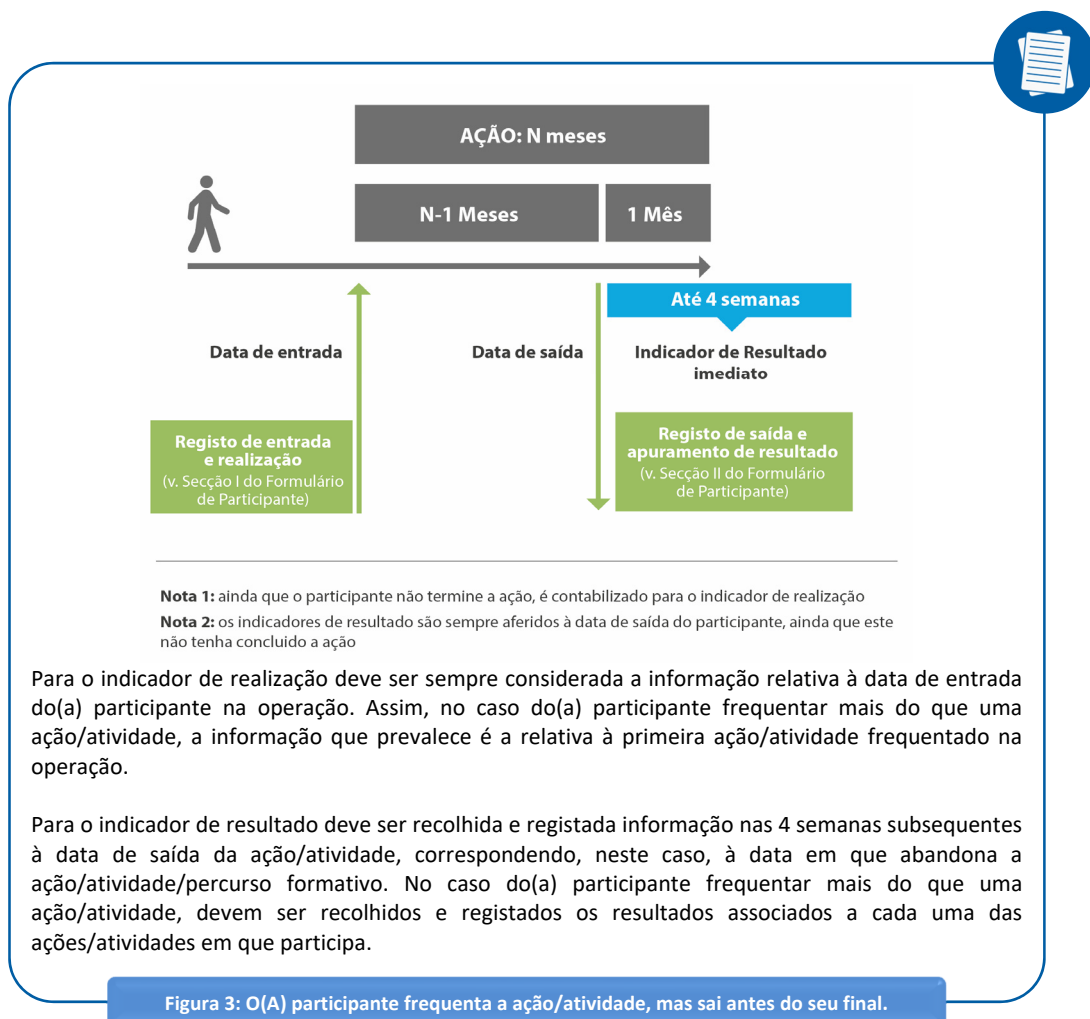 AÇÃO: N meses
N-1 Meses
1 Mês
Até 4 semanas
Data de entrada
Data de saída
Indicador de Resultado
imediato
Registo de entrada
e realização
(v. Secção I do Formulário
de Participante)
Registo de saída e
apuramento de resultado
(v. Secção II do Formulário
de Participante)
Nota 1: ainda que o participante não termine a ação, é contabilizado para o indicador de realização
Nota 2: os indicadores de resultado são sempre aferidos à data de saída do participante, ainda que este
não tenha concluído a ação
Para o indicador de realização deve ser sempre considerada a informação relativa à data de entrada
do(a) participante na operação. Assim, no caso do(a) participante frequentar mais do que uma
ação/atividade, a informação que prevalece é a relativa à primeira ação/atividade frequentado na
operação.
Para o indicador de resultado deve ser recolhida e registada informação nas 4 semanas subsequentes
à data de saída da ação/atividade, correspondendo, neste caso, à data em que abandona a
ação/atividade/percurso formativo. No caso do(a) participante frequentar mais do que uma
ação/atividade, devem ser recolhidos e registados os resultados associados a cada uma das
ações/atividades em que participa.
Figura 3: O(A) participante frequenta a ação/atividade, mas sai antes do seu final.